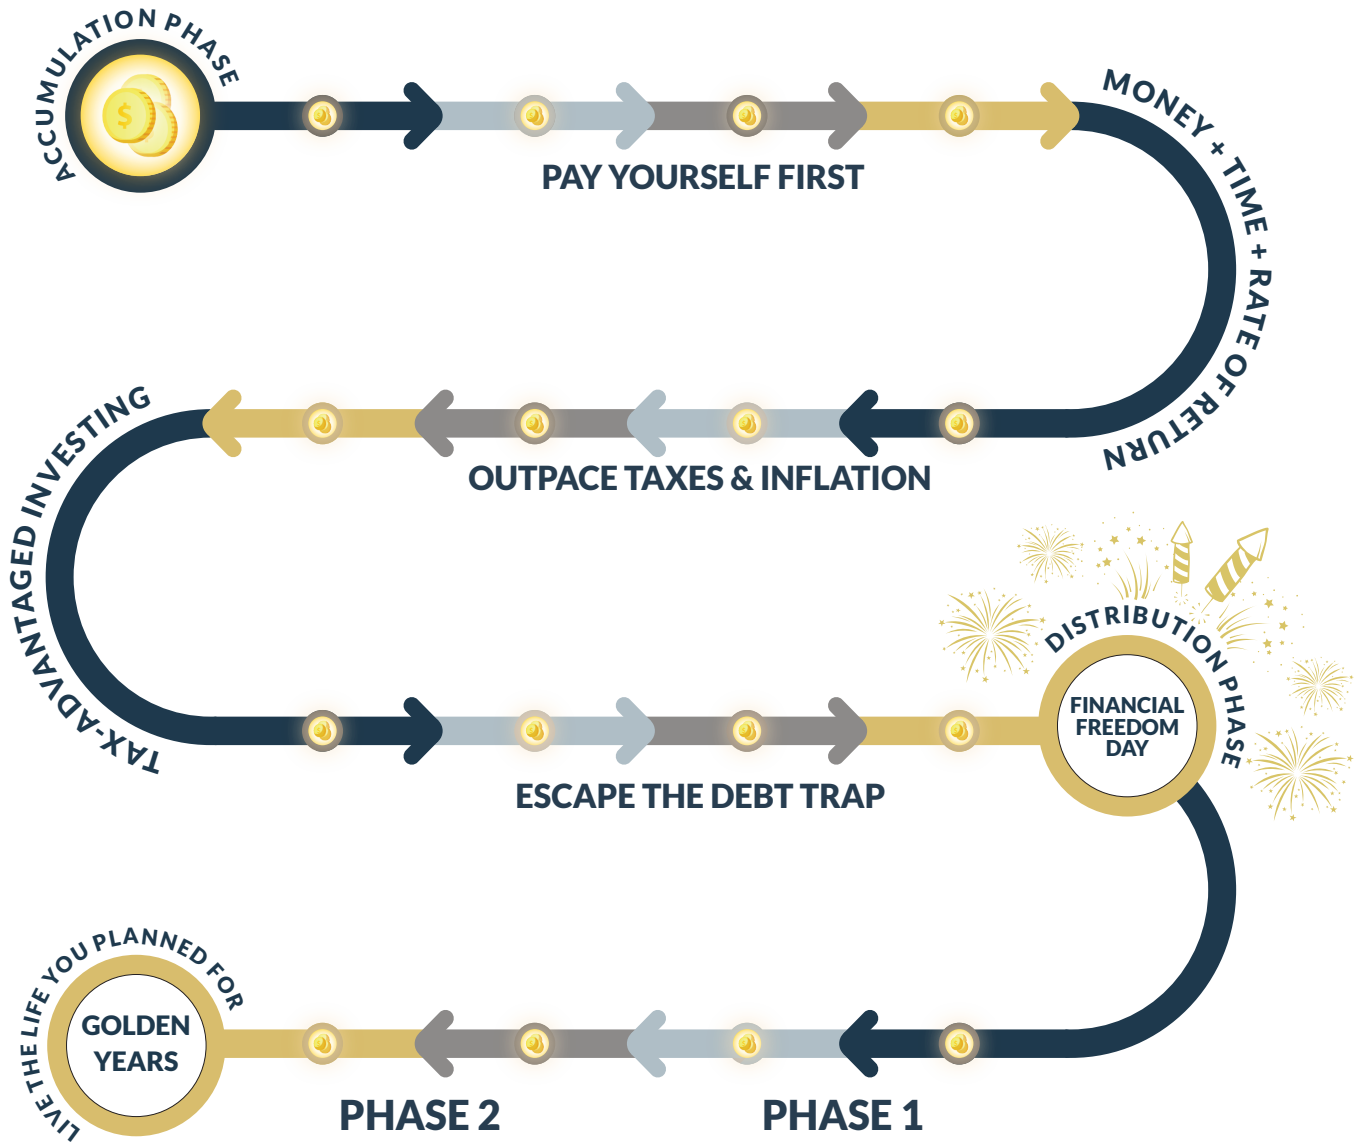 ACCUMULATION PHASE
$
PAY YOURSELF FIRST
MONEY + TIME + RATE OF RETURN
OUTPACE TAXES & INFLATION
TAX-ADVANTAGED INVESTING
ESCAPE THE DEBT TRAP
DISTRIBUTION PHASE
FINANCIAL
FREEDOM
DAY
LIVE THE LIFE YOU PLANNED FOR
GOLDEN
YEARS
PHASE 2
PHASE 1